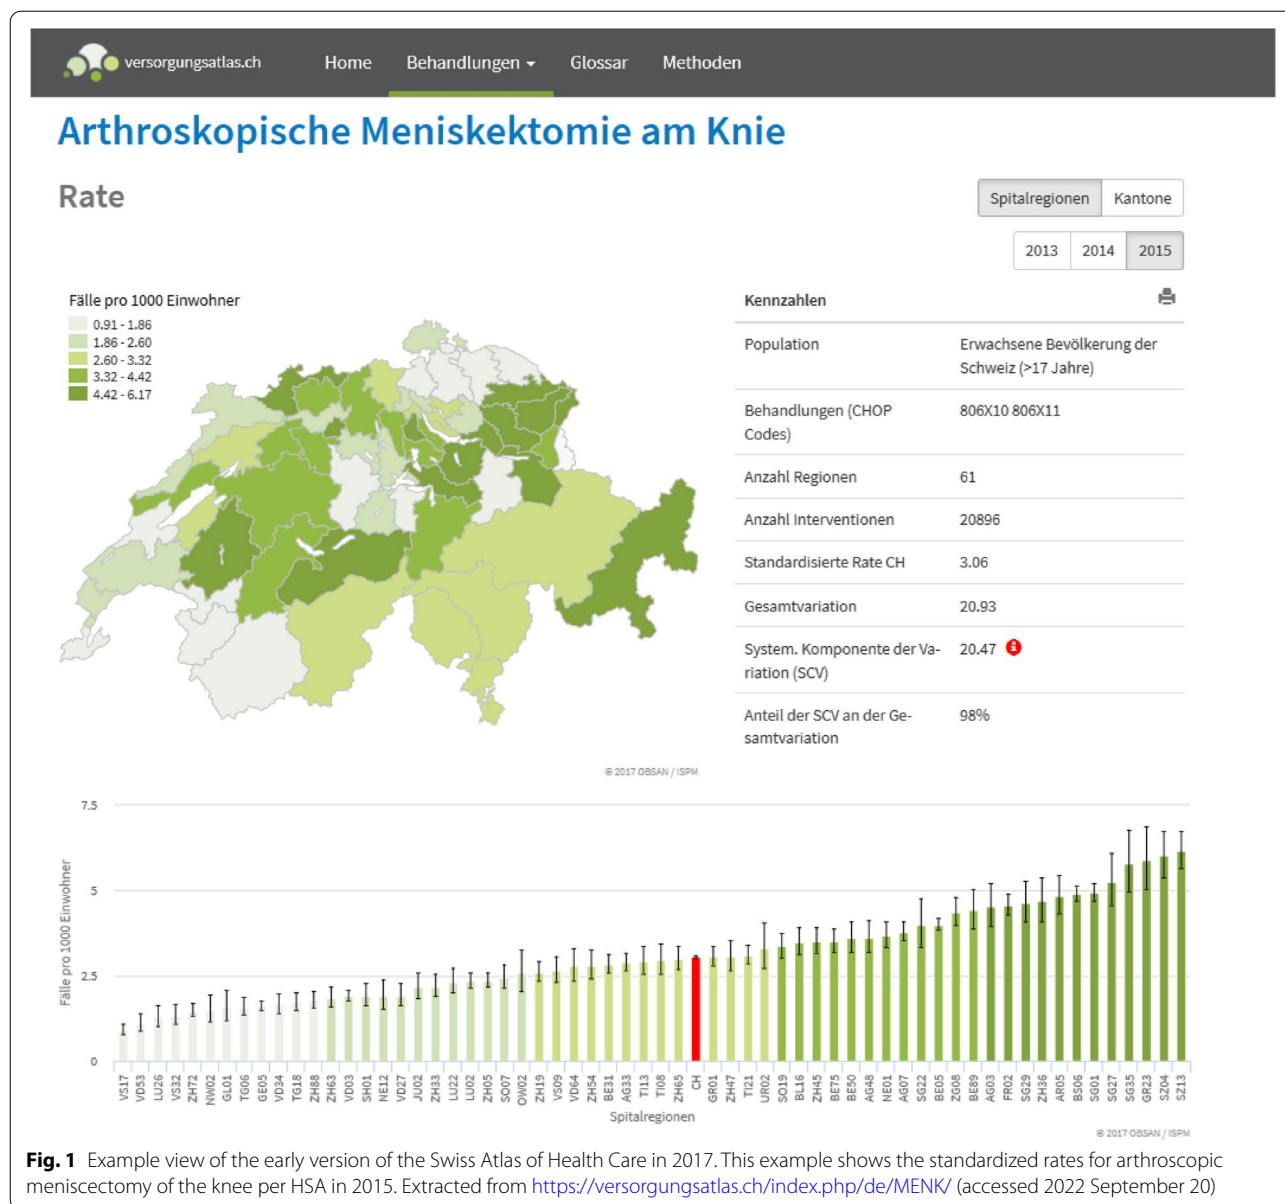 versorgungsatlas.ch
Home Behandlungen Glossar Methoden
Arthroskopische Meniskektomie am Knie
Rate
Spitalregionen Kantone
2013 2014 2015
Fälle pro 1000 Einwohner
0.91 - 1.86
1.86 - 2.60
2.60 - 3.32
3.32 - 4.42
4.42 - 6.17
Kennzahlen
Population Erwachsene Bevölkerung der
Schweiz (>17 Jahre)
Behandlungen (CHOP 806X10 806X11
Codes)
Anzahl Regionen 61
Anzahl Interventionen 20896
Standardisierte Rate CH 3.06
Gesamtvariation 20.93
System. Komponente der Va- 20.47
riation (SCV)
Anteil der SCV an der Ge- 98%
samtvariation
© 2017 OBSAN / ISPM
7.5
5
2.5
0
Fälle pro 1000 Einwohner
VS17 VD53 LU26 VS32 ZH72 NW02 GL01 TG06 GE05 VD34 TG18 ZH88 ZH63 VD03 SH01 NE12 VD27 JU02 ZH33 LU22 LU02 ZH05 SO07 OW02 ZH19 VS09 VD64 ZH54 BE31 AG33 TI13 TI08 ZH65 CH GR01 ZH47 TI21 UR02 SO19 BL16 ZH45 BE75 BE50 AG48 NE01 AG07 SG22 BE05 ZG08 BE89 AG03 FR02 SG29 ZH36 AR05 BS06 SG01 SG27 SG35 GR23 SZ04 SZ13
Spitalregionen
© 2017 OBSAN / ISPM
Fig. 1 Example view of the early version of the Swiss Atlas of Health Care in 2017. This example shows the standardized rates for arthroscopic
meniscectomy of the knee per HSA in 2015. Extracted from https://versorgungsatlas.ch/index.php/de/MENK/ (accessed 2022 September 20)